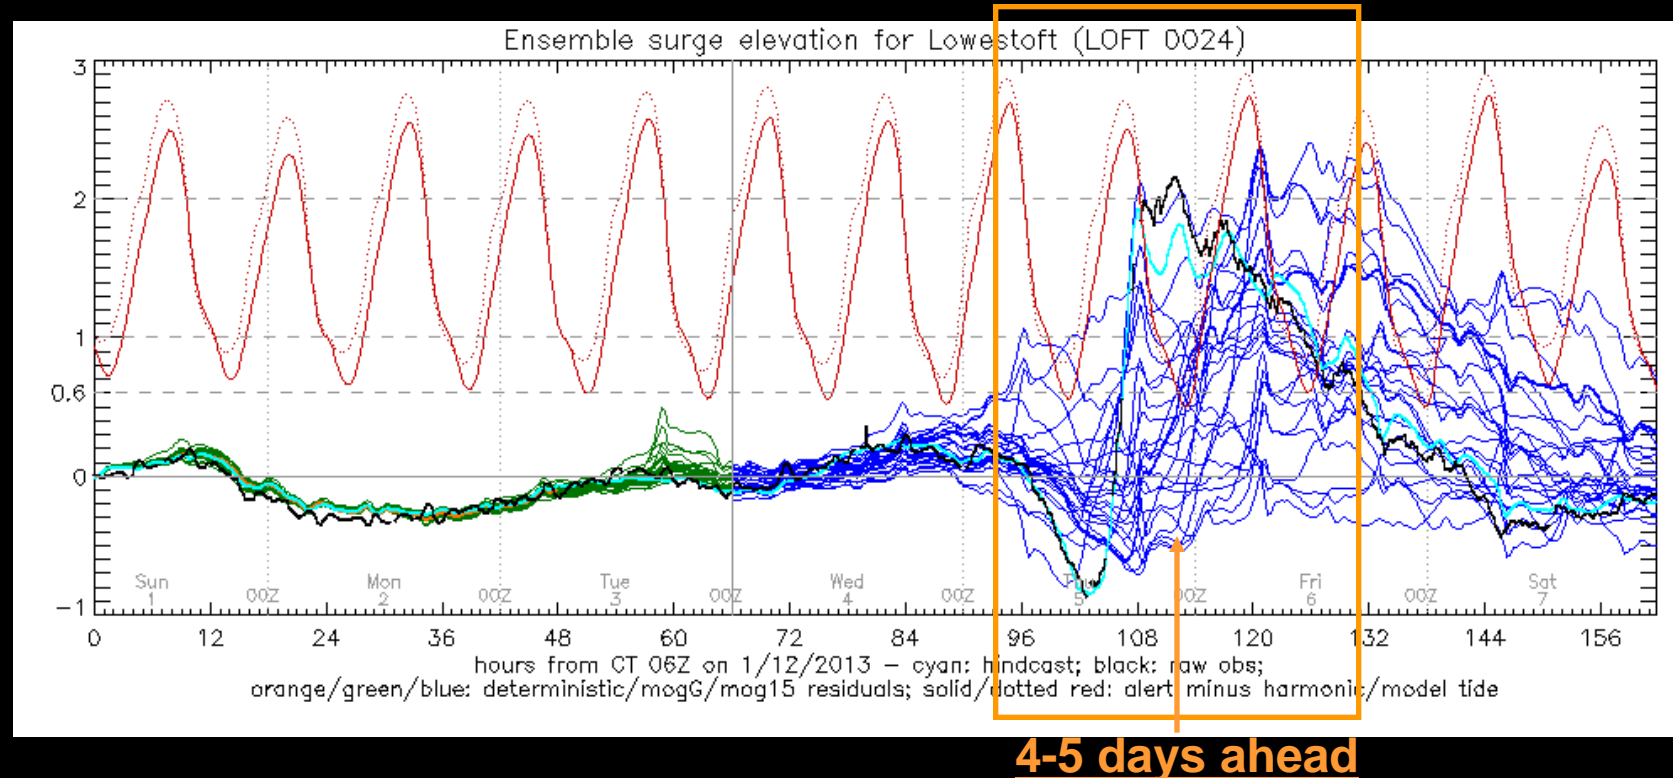 Ensemble surge elevation for Lowestoft (LOFT 0024)
3
2
1
0.6
0
-1
Sun Mon Tue Wed Thu Fri Sat
1 00Z 2 00Z 3 00Z 4 00Z 5 00Z 6 00Z 7
0 12 24 36 48 60 72 84 96 108 120 132 144 156
hours from CT 06Z on 1/12/2013 – cyan: hindcast; black: raw obs;
orange/green/blue: deterministic/mogG/mog15 residuals; solid/dotted red: alert minus harmonic/model tide
4-5 days ahead